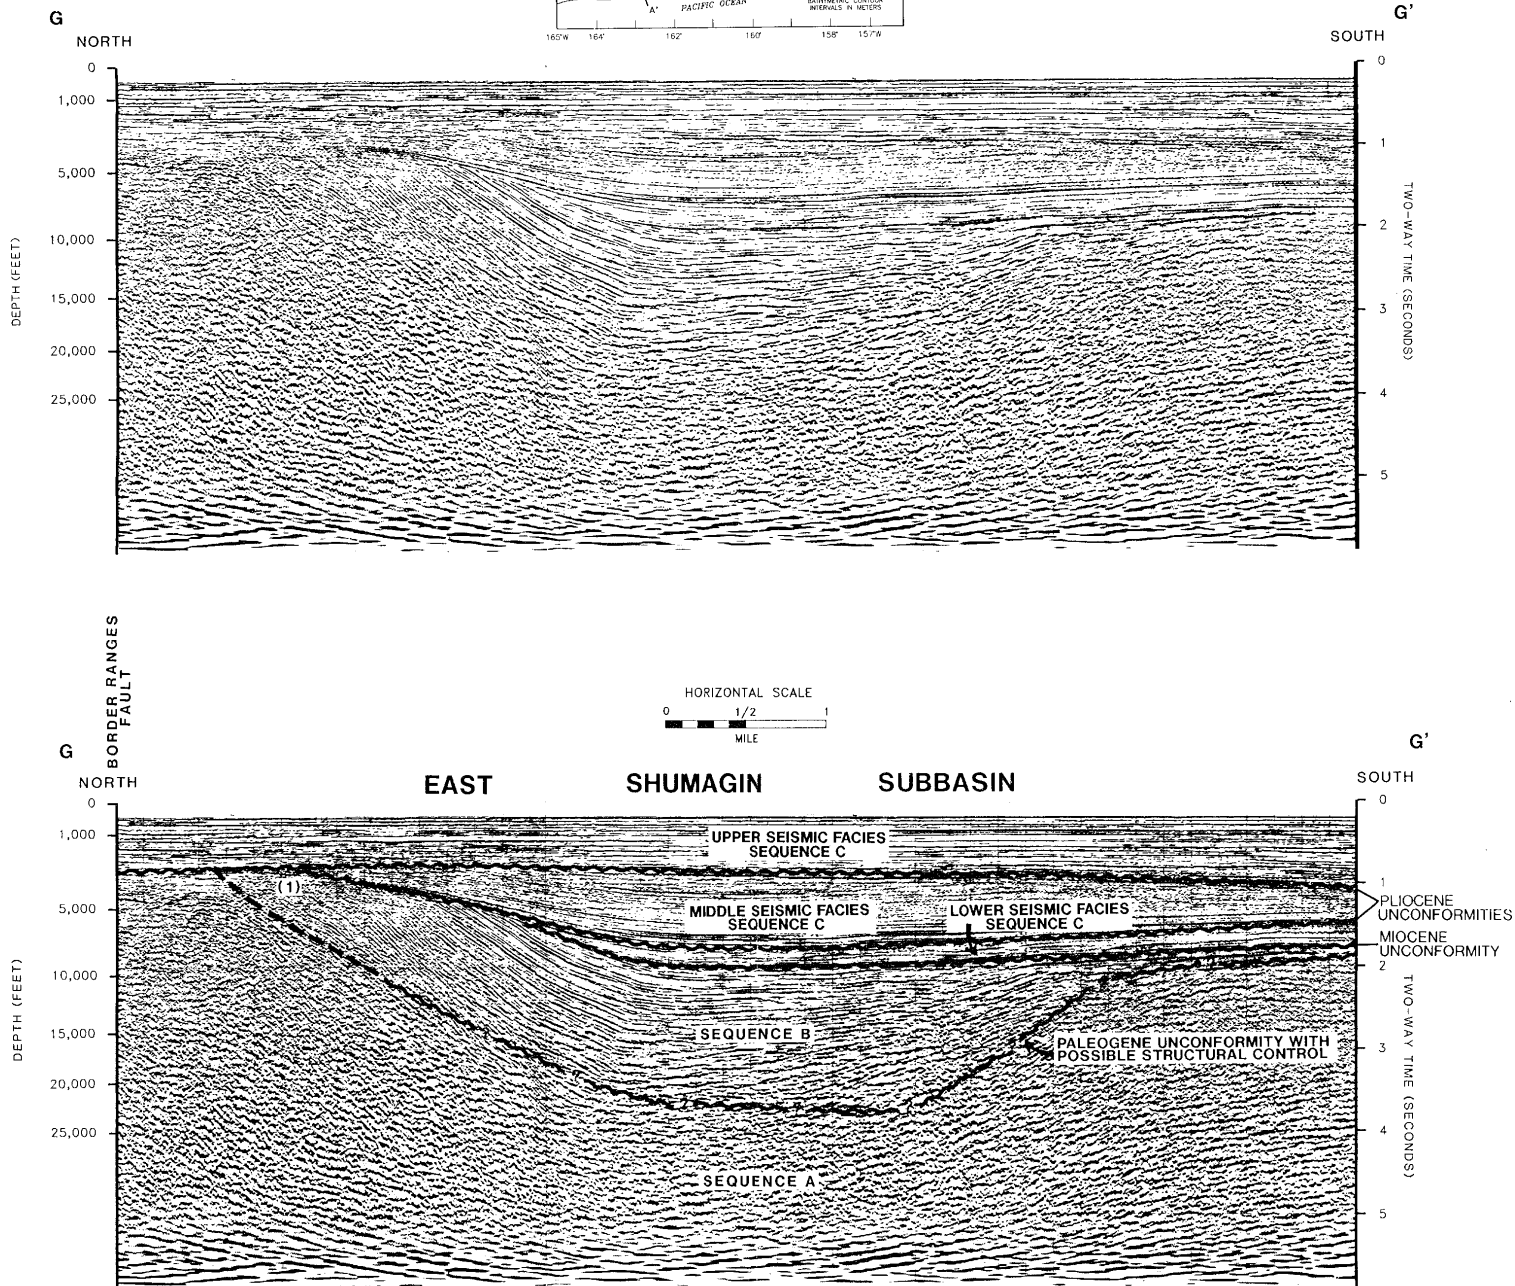 A'
PACIFIC OCEAN
BATHYMETRIC CONTOUR
INTERVALS IN METERS
165°W 164° 162° 160° 158° 157°W
G
G'
NORTH
SOUTH
0
1,000
5,000
10,000
15,000
20,000
25,000
DEPTH (FEET)
0
1
2
3
4
5
TWO-WAY TIME (SECONDS)
BORDER RANGES
FAULT
HORIZONTAL SCALE
0 1/2 1
MILE
G
G'
NORTH
SOUTH
EAST SHUMAGIN SUBBASIN
0
1,000
5,000
10,000
15,000
20,000
25,000
DEPTH (FEET)
UPPER SEISMIC FACIES
SEQUENCE C
(1)
MIDDLE SEISMIC FACIES
SEQUENCE C
LOWER SEISMIC FACIES
SEQUENCE C
SEQUENCE B
PALEOGENE UNCONFORMITY WITH
POSSIBLE STRUCTURAL CONTROL
SEQUENCE A
0
1
2
3
4
5
PLIOCENE
UNCONFORMITIES
MIOCENE
UNCONFORMITY
TWO-WAY TIME (SECONDS)